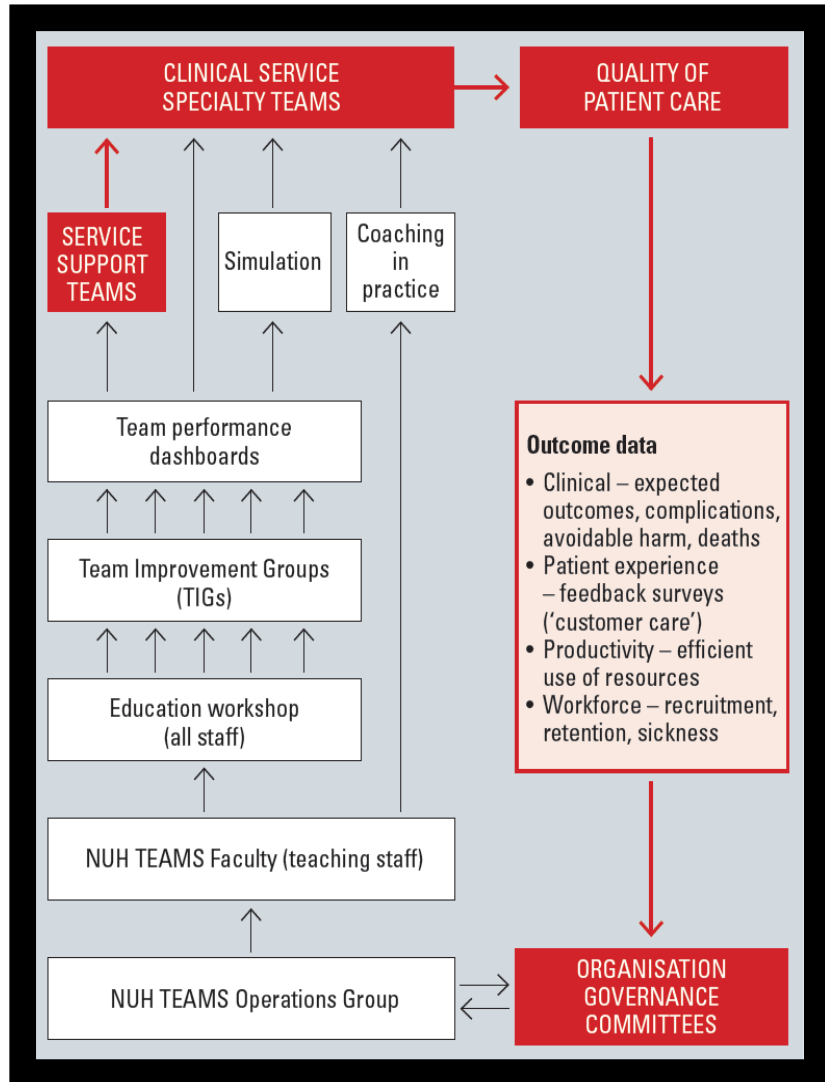 CLINICAL SERVICE
SPECIALTY TEAMS
QUALITY OF
PATIENT CARE
SERVICE
SUPPORT
TEAMS
Simulation
Coaching
in
practice
Team performance
dashboards
Team Improvement Groups
(TIGs)
Education workshop
(all staff)
NUH TEAMS Faculty (teaching staff)
NUH TEAMS Operations Group
Outcome data
• Clinical – expected
outcomes, complications,
avoidable harm, deaths
• Patient experience
– feedback surveys
(‘customer care’)
• Productivity – efficient
use of resources
• Workforce – recruitment,
retention, sickness
ORGANISATION
GOVERNANCE
COMMITTEES